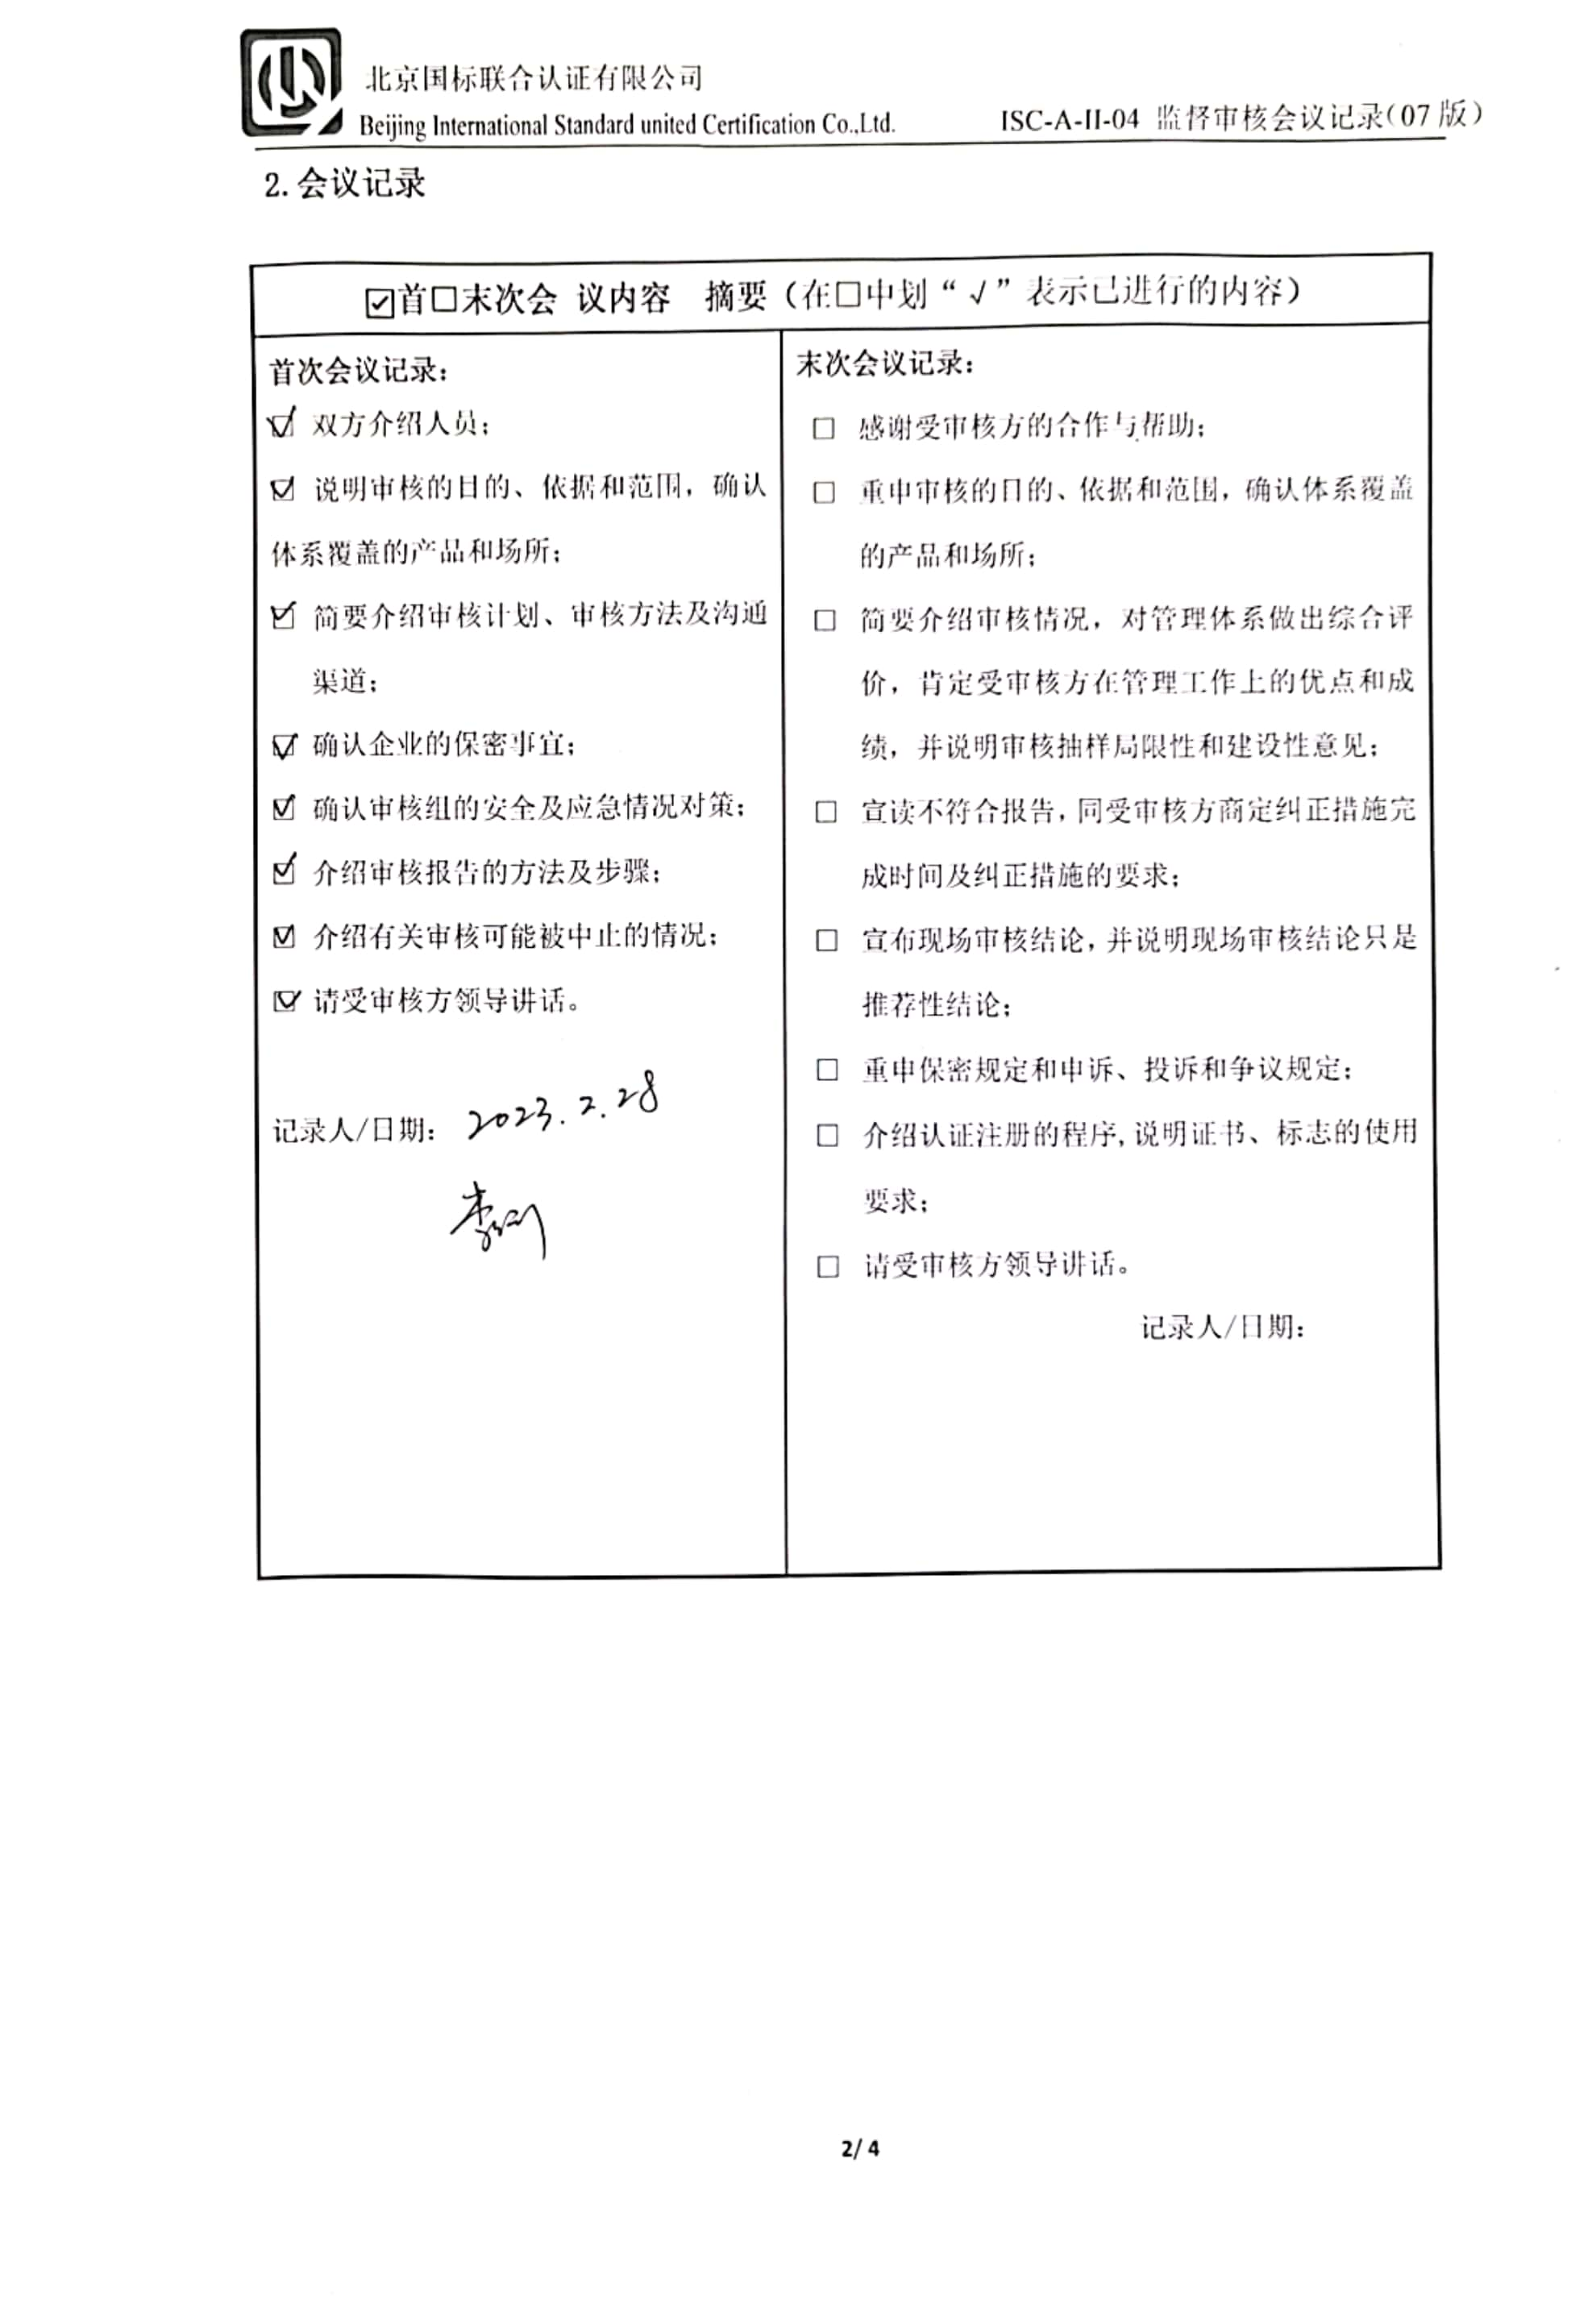 北京国标联合认证有限公司
Beijing International Standard united Certification Co.,Ltd.
ISC-A-II-04 监督审核会议记录(07版)
2.会议记录
☑首□末次会 议内容 摘要（在□中划“√”表示已进行的内容）
首次会议记录：
☑ 双方介绍人员；
☑ 说明审核的目的、依据和范围，确认
体系覆盖的产品和场所；
☑ 简要介绍审核计划、审核方法及沟通
渠道；
☑ 确认企业的保密事宜；
☑ 确认审核组的安全及应急情况对策；
☑ 介绍审核报告的方法及步骤；
☑ 介绍有关审核可能被中止的情况；
☑ 请受审核方领导讲话。
记录人/日期： 2023.2.28
末次会议记录：
□ 感谢受审核方的合作与帮助；
□ 重申审核的目的、依据和范围，确认体系覆盖
的产品和场所；
□ 简要介绍审核情况，对管理体系做出综合评
价，肯定受审核方在管理工作上的优点和成
绩，并说明审核抽样局限性和建设性意见；
□ 宣读不符合报告，同受审核方商定纠正措施完
成时间及纠正措施的要求；
□ 宣布现场审核结论，并说明现场审核结论只是
推荐性结论；
□ 重申保密规定和申诉、投诉和争议规定；
□ 介绍认证注册的程序，说明证书、标志的使用
要求；
□ 请受审核方领导讲话。
记录人/日期：
2/ 4